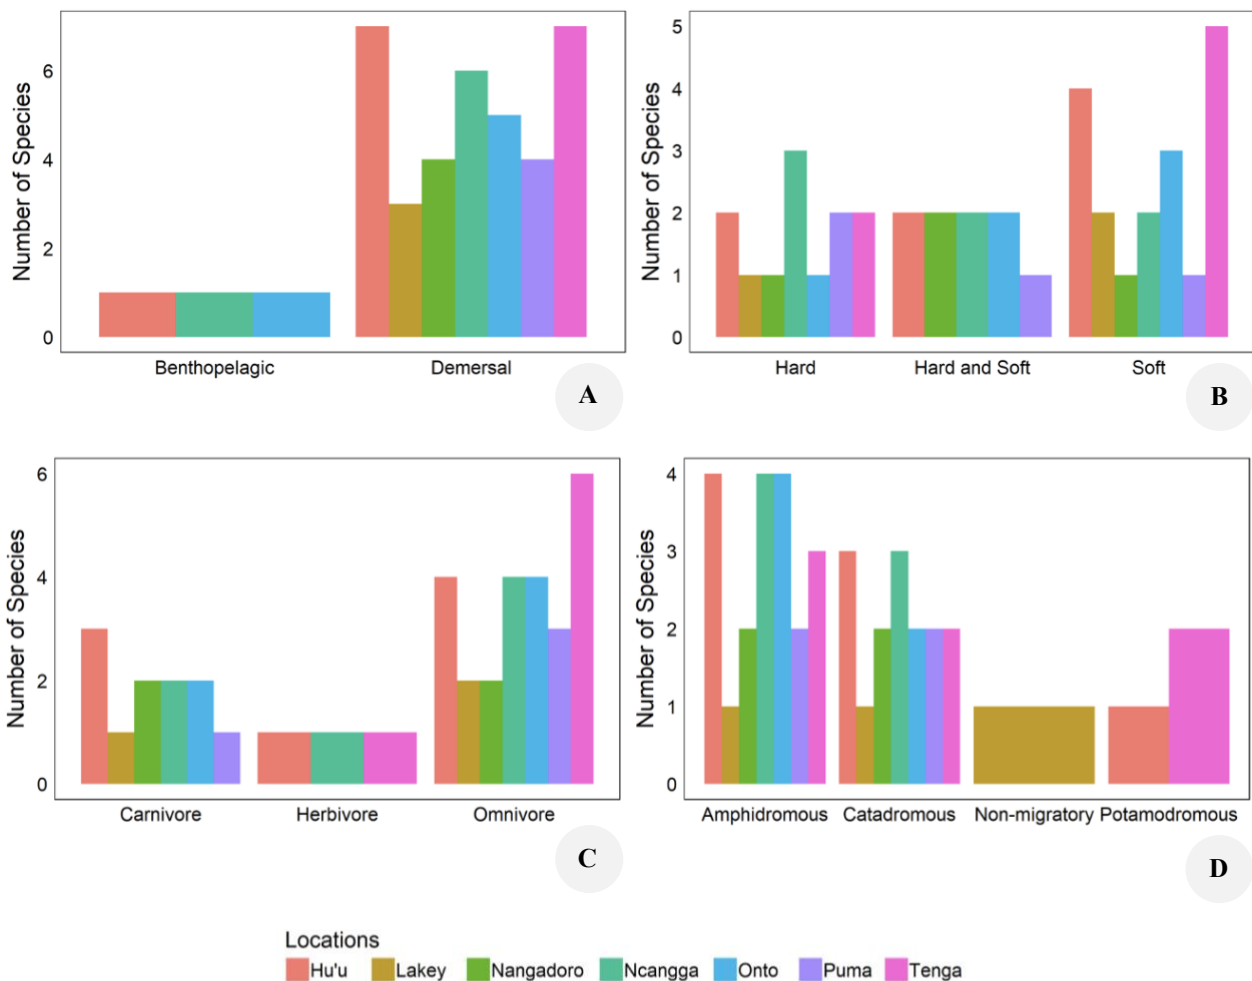 Number of Species
6
4
2
0
Benthopelagic
Demersal
A
Number of Species
5
4
3
2
1
0
Hard
Hard and Soft
Soft
B
Number of Species
6
4
2
0
Carnivore
Herbivore
Omnivore
C
Number of Species
4
3
2
1
0
Amphidromous
Catadromous
Non-migratory
Potamodromous
D
Locations
Hu'u
Lakey
Nangadoro
Ncangga
Onto
Puma
Tenga